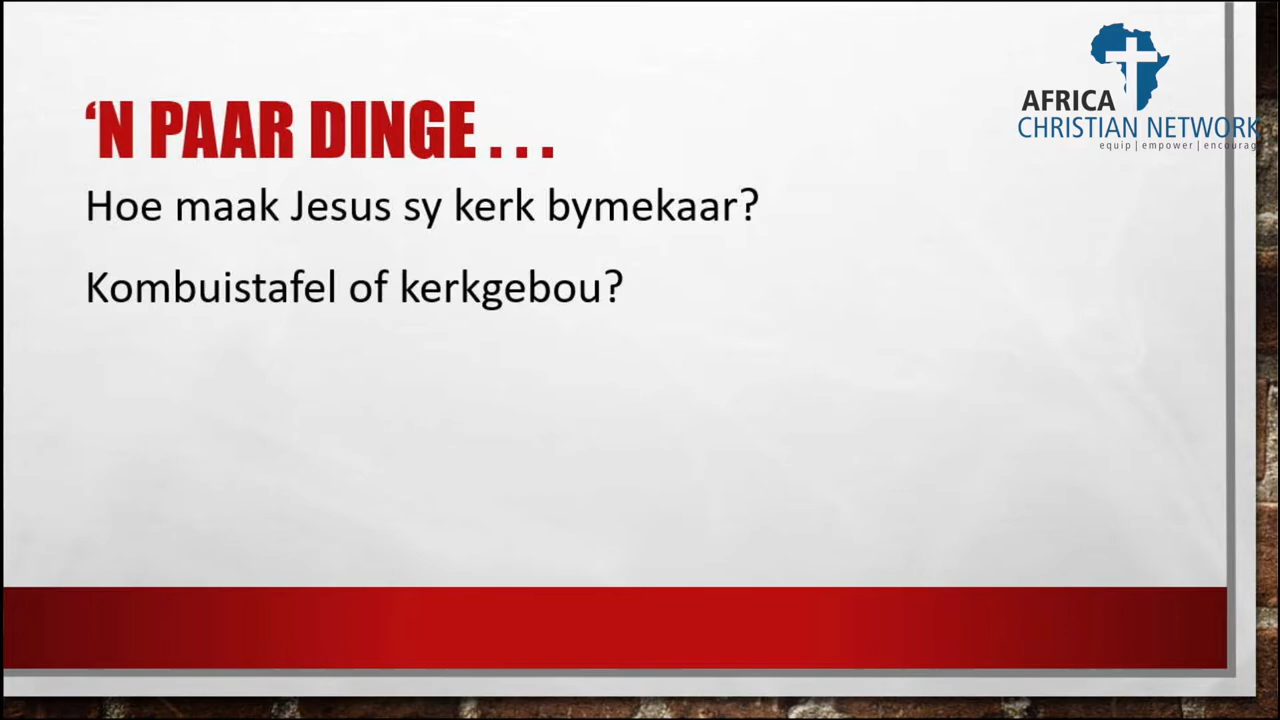 ‘N PAAR DINGE . . .
Hoe maak Jesus sy kerk bymekaar?
Kombuistafel of kerkgebou?
AFRICA
CHRISTIAN NETWORK
equip | empower | encourag